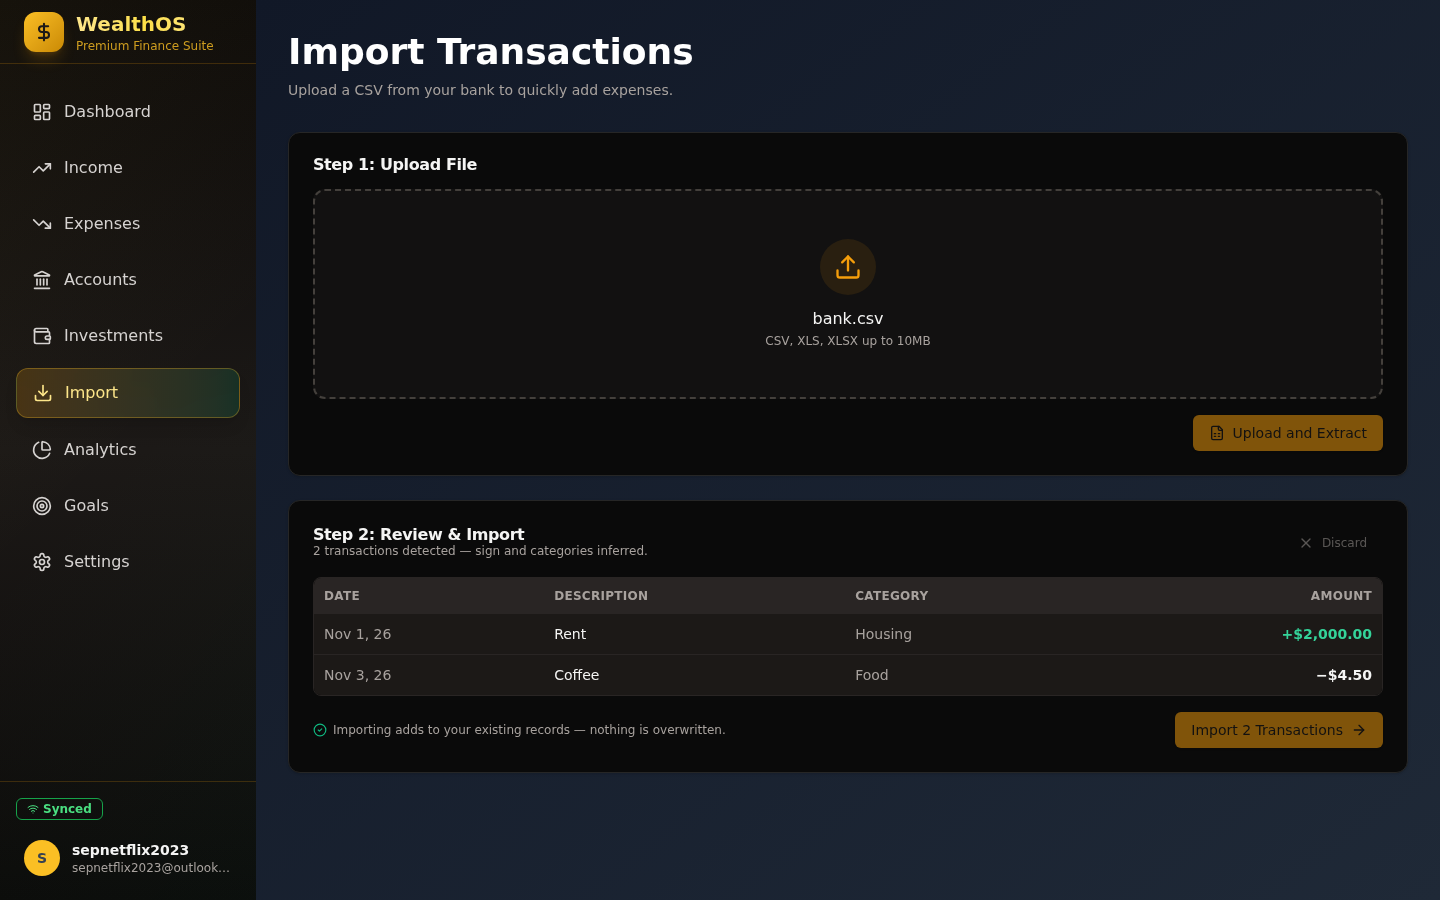 WealthOS
Premium Finance Suite
Dashboard
Income
Expenses
Accounts
Investments
Import
Analytics
Goals
Settings
Synced
S
sepnetflix2023
sepnetflix2023@outlook...
Import Transactions
Upload a CSV from your bank to quickly add expenses.
Step 1: Upload File
bank.csv
CSV, XLS, XLSX up to 10MB
Upload and Extract
Step 2: Review & Import
2 transactions detected — sign and categories inferred.
Discard
DATE DESCRIPTION CATEGORY AMOUNT
Nov 1, 26 Rent Housing +$2,000.00
Nov 3, 26 Coffee Food −$4.50
Importing adds to your existing records — nothing is overwritten.
Import 2 Transactions